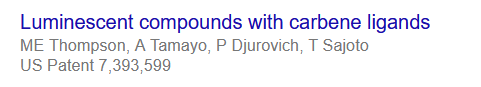 Luminescent compounds with carbene ligands
ME Thompson, A Tamayo, P Djurovich, T Sajoto
US Patent 7,393,599